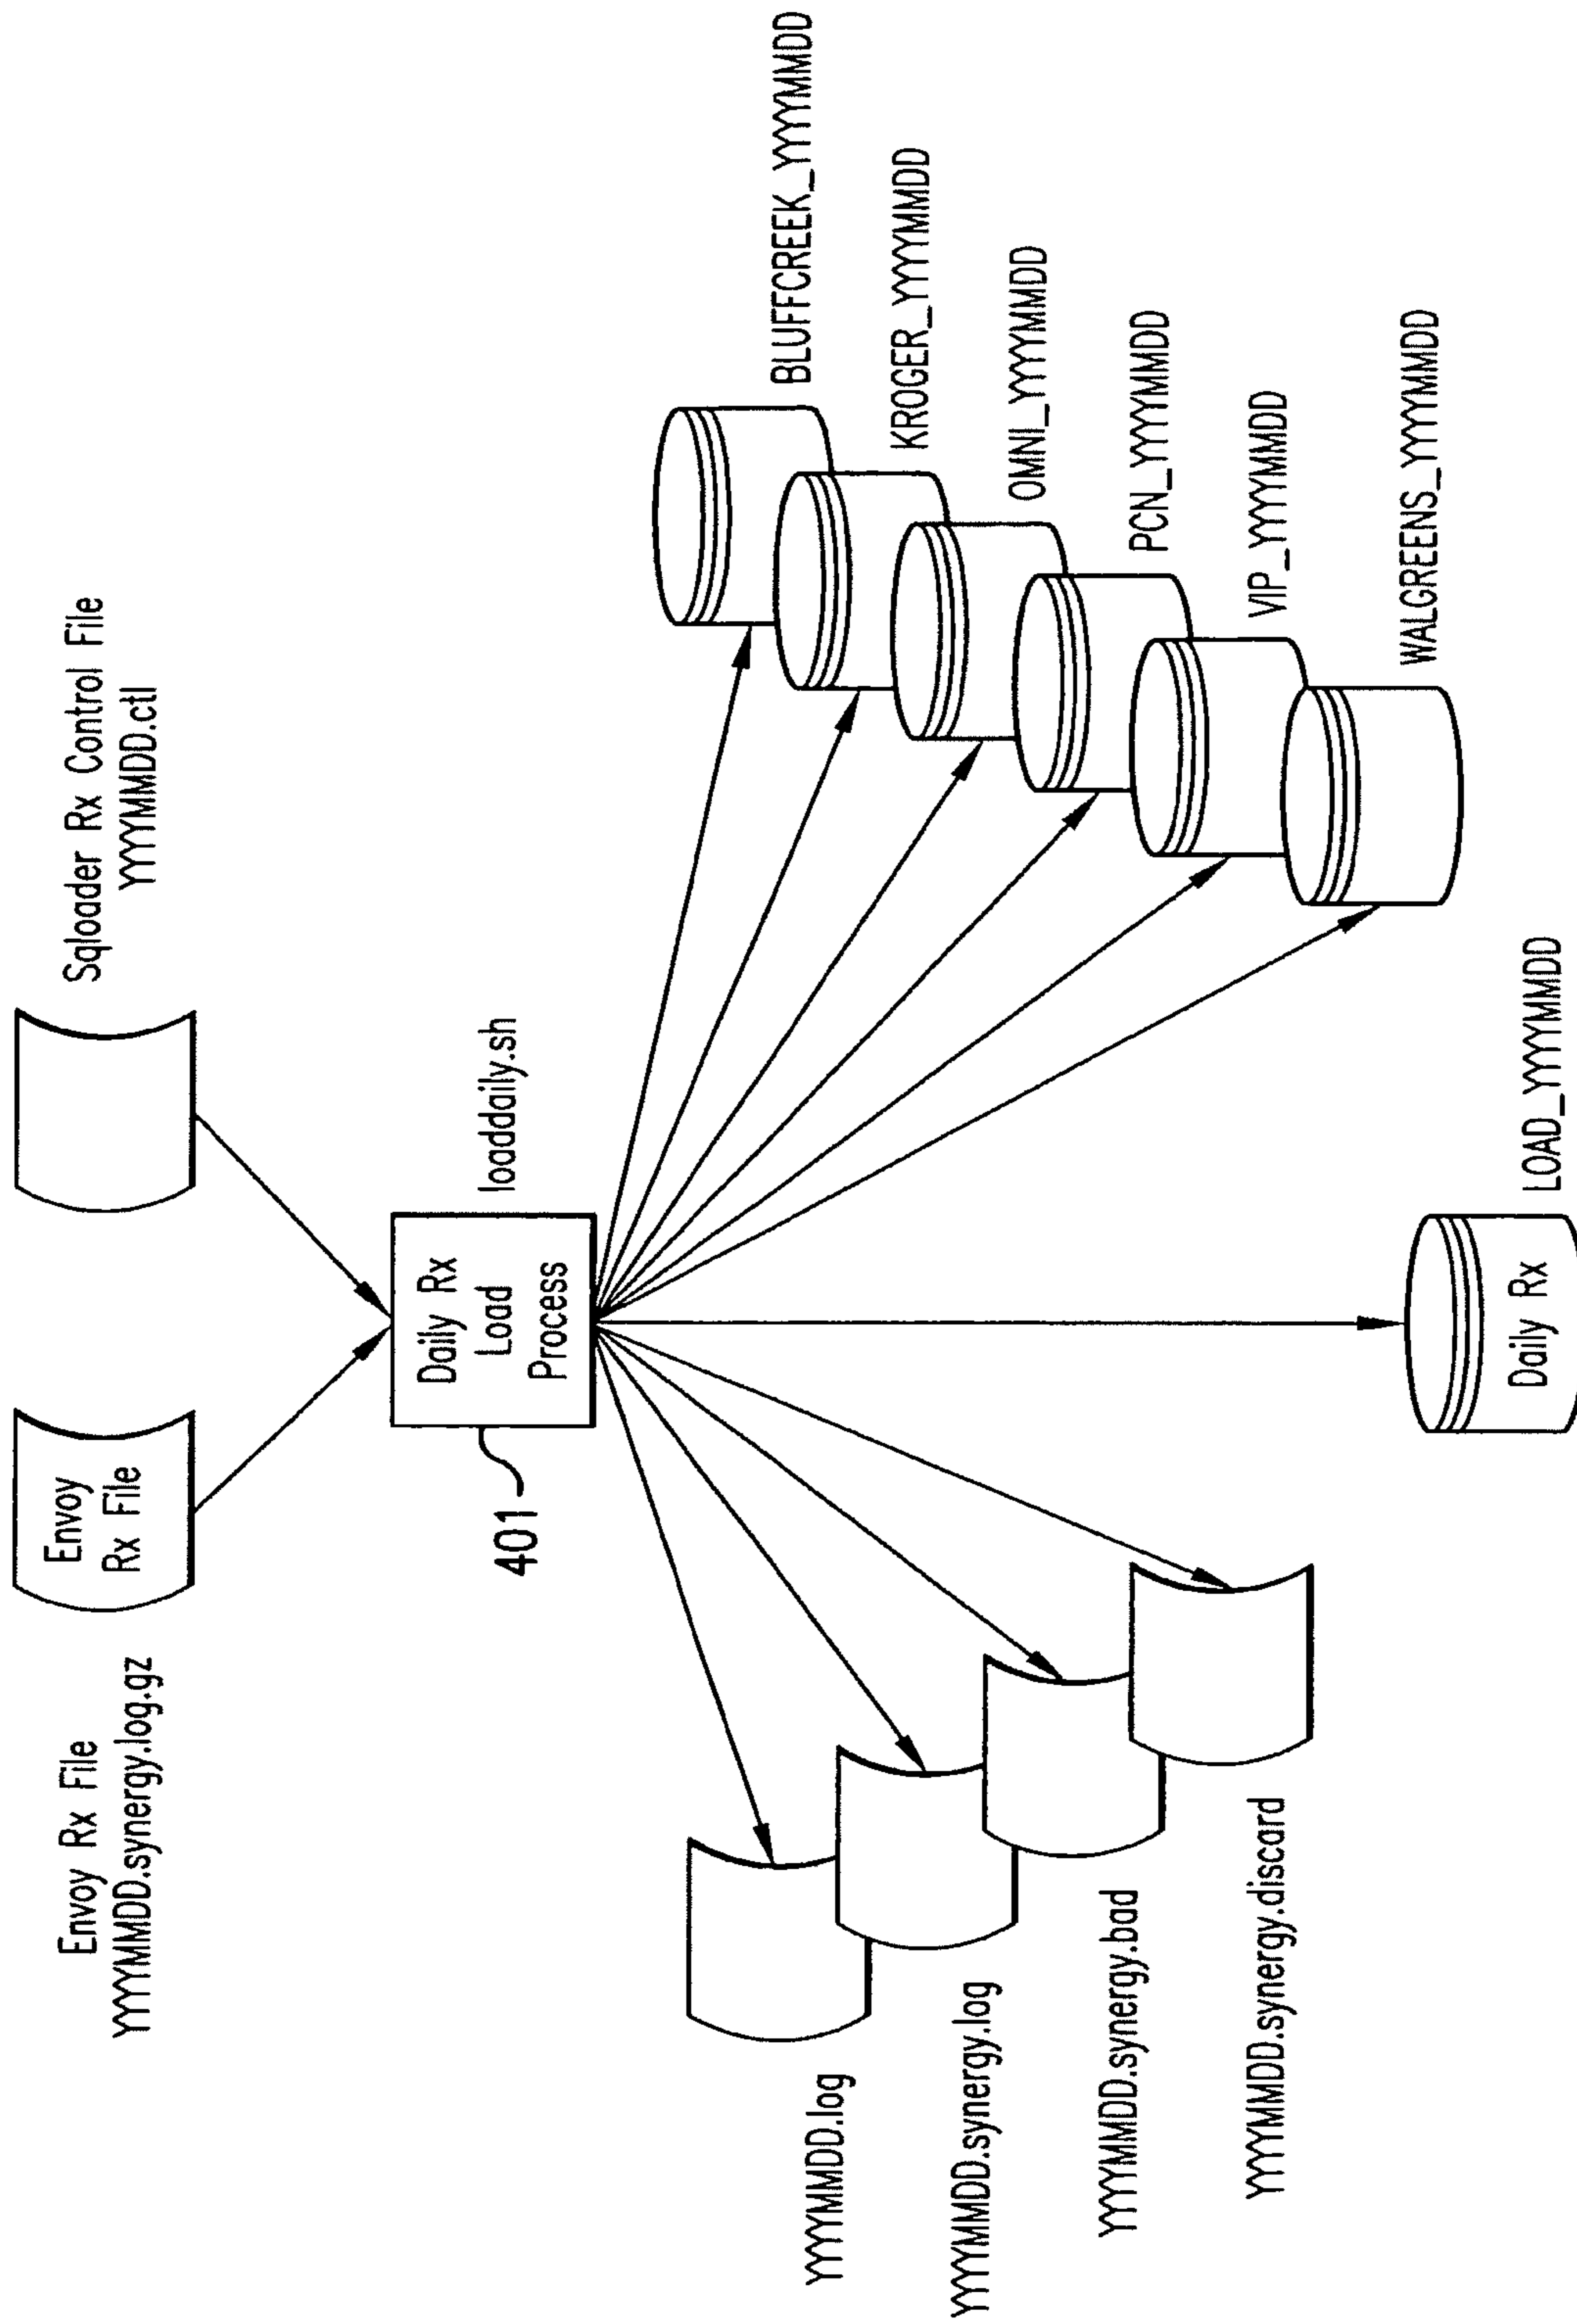 Envoy Rx File
YYYYMMDD.synergy.log.gz
Envoy
Rx File
Sqloader Rx Control File
YYYYMMDD.ctl
Daily Rx
Load
Process
loaddaily.sh
401
YYYYMMDD.log
YYYYMMDD.synergy.log
YYYYMMDD.synergy.bad
YYYYMMDD.synergy.discard
BLUFFCREEK_YYYYMMDD
KROGER_YYYYMMDD
OMNI_YYYYMMDD
PCN_YYYYMMDD
VIP_YYYYMMDD
WALGREENS_YYYYMMDD
Daily Rx
LOAD_YYYYMMDD